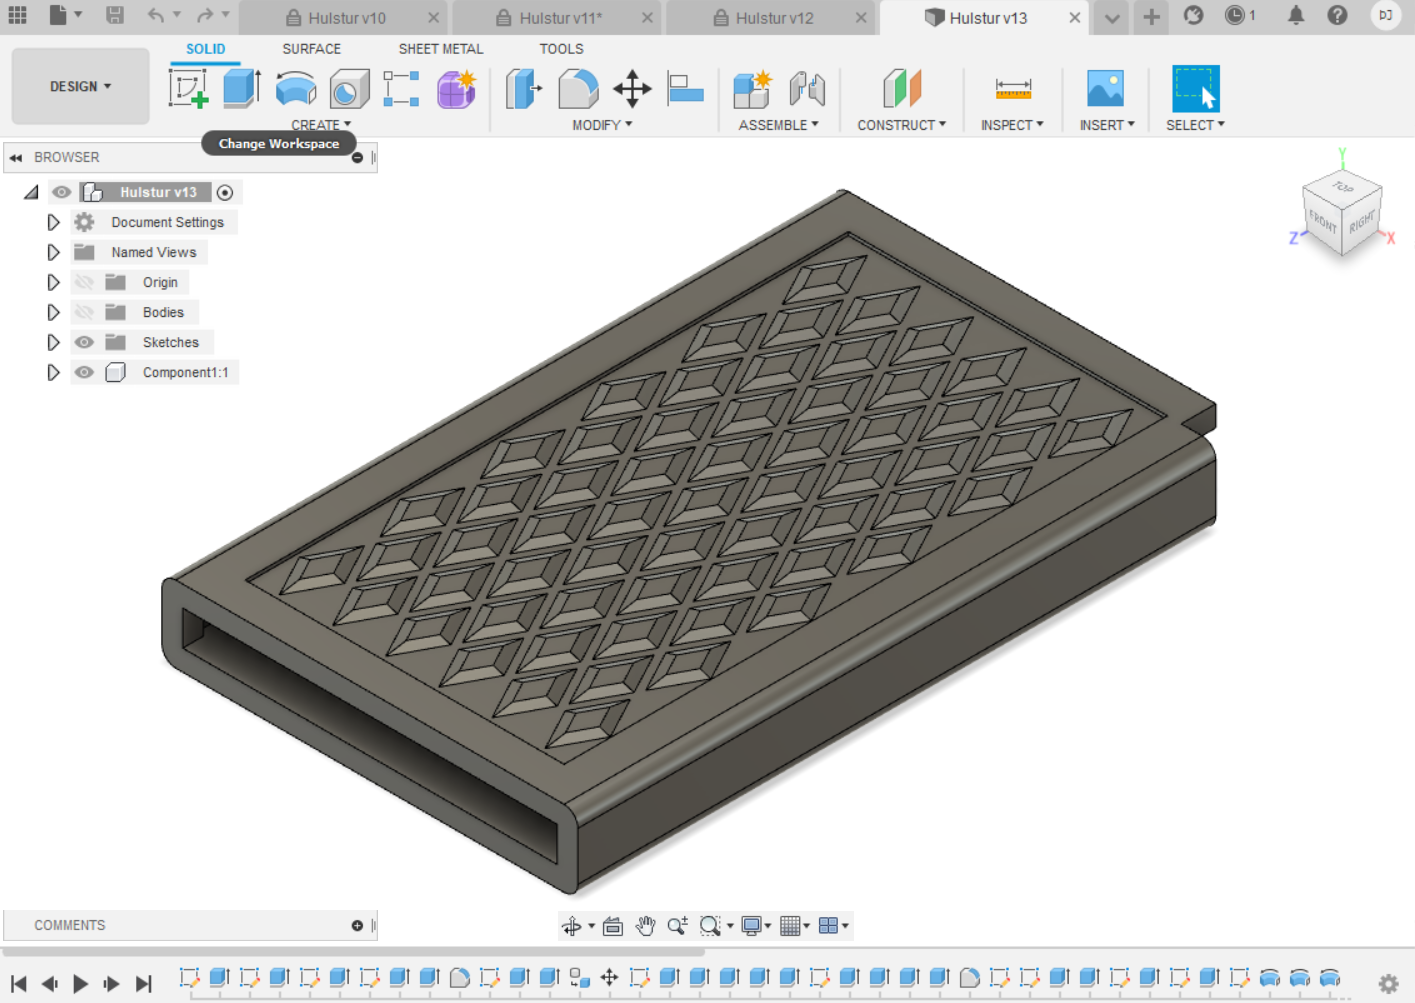 Hulstur v10
Hulstur v11*
Hulstur v12
Hulstur v13
1
DJ
SOLID
SURFACE
SHEET METAL
TOOLS
DESIGN
CREATE
MODIFY
ASSEMBLE
CONSTRUCT
INSPECT
INSERT
SELECT
Change Workspace
BROWSER
Hulstur v13
Document Settings
Named Views
Origin
Bodies
Sketches
Component1:1
Y
TOP
FRONT
RIGHT
Z
X
COMMENTS